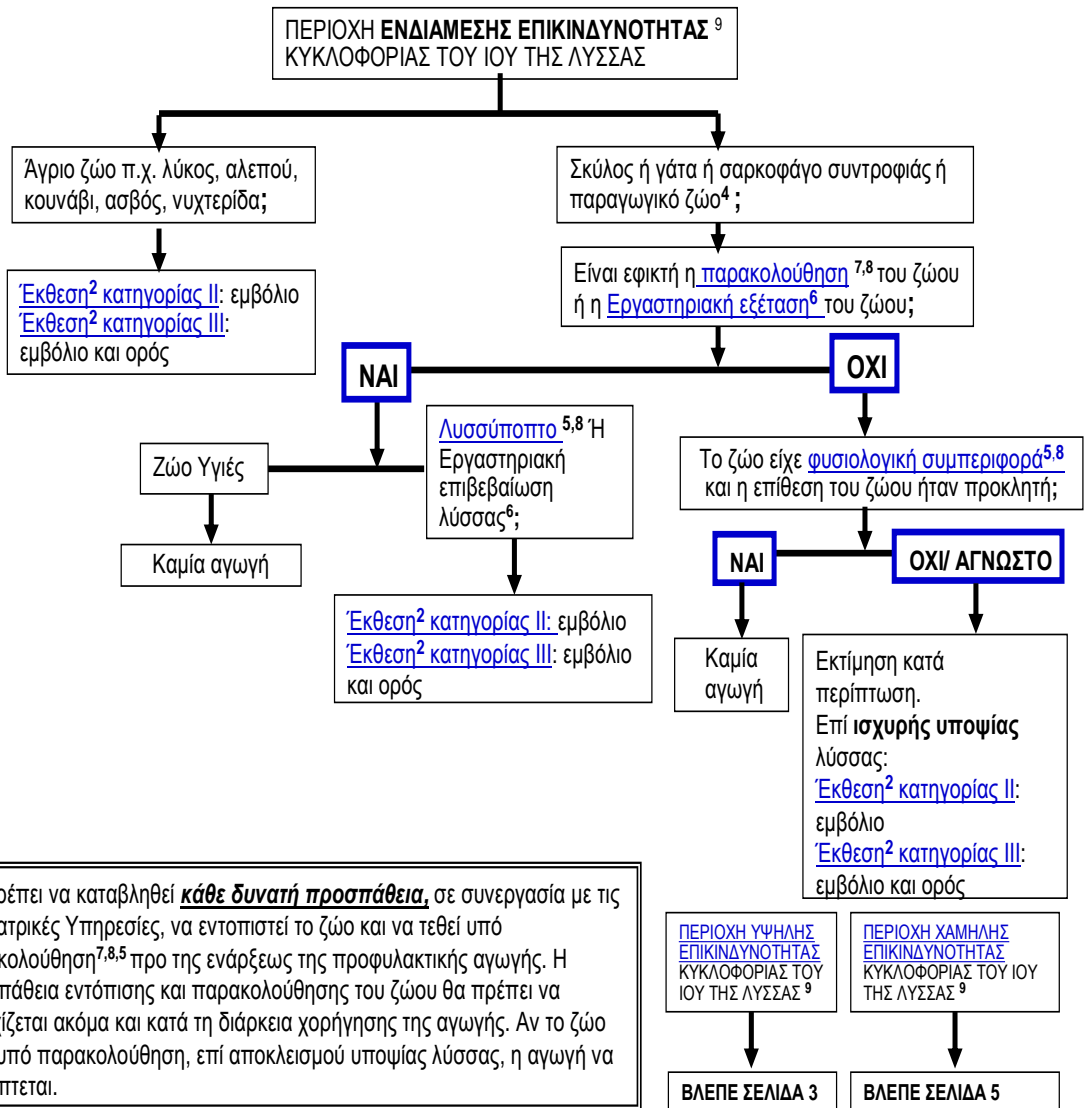 ΠΕΡΙΟΧΗ ΕΝΔΙΑΜΕΣΗΣ ΕΠΙΚΙΝΔΥΝΟΤΗΤΑΣ 9
ΚΥΚΛΟΦΟΡΙΑΣ ΤΟΥ ΙΟΥ ΤΗΣ ΛΥΣΣΑΣ
Άγριο ζώο π.χ. λύκος, αλεπού,
κουνάβι, ασβός, νυχτερίδα;
Έκθεση2 κατηγορίας ΙΙ: εμβόλιο
Έκθεση2 κατηγορίας ΙΙΙ:
εμβόλιο και ορός
Σκύλος ή γάτα ή σαρκοφάγο συντροφιάς ή
παραγωγικό ζώο4 ;
Είναι εφικτή η παρακολούθηση 7,8 του ζώου
ή η Εργαστηριακή εξέταση6 του ζώου;
ΝΑΙ
ΟΧΙ
Ζώο Υγιές
Καμία αγωγή
Λυσσύποπτο 5,8 Ή
Εργαστηριακή
επιβεβαίωση
λύσσας6;
Έκθεση2 κατηγορίας ΙΙ: εμβόλιο
Έκθεση2 κατηγορίας ΙΙΙ: εμβόλιο
και ορός
Το ζώο είχε φυσιολογική συμπεριφορά5,8
και η επίθεση του ζώου ήταν προκλητή;
ΝΑΙ
ΟΧΙ/ ΑΓΝΩΣΤΟ
Καμία
αγωγή
Εκτίμηση κατά
περίπτωση.
Επί ισχυρής υποψίας
λύσσας:
Έκθεση2 κατηγορίας ΙΙ:
εμβόλιο
Έκθεση2 κατηγορίας ΙΙΙ:
εμβόλιο και ορός
ρέπει να καταβληθεί κάθε δυνατή προσπάθεια, σε συνεργασία με τις
ατρικές Υπηρεσίες, να εντοπιστεί το ζώο και να τεθεί υπό
κολούθηση7,8,5 προ της ενάρξεως της προφυλακτικής αγωγής. Η
πάθεια εντόπισης και παρακολούθησης του ζώου θα πρέπει να
χίζεται ακόμα και κατά τη διάρκεια χορήγησης της αγωγής. Αν το ζώο
υπό παρακολούθηση, επί αποκλεισμού υποψίας λύσσας, η αγωγή να
πτεται.
ΠΕΡΙΟΧΗ ΥΨΗΛΗΣ
ΕΠΙΚΙΝΔΥΝΟΤΗΤΑΣ
ΚΥΚΛΟΦΟΡΙΑΣ ΤΟΥ
ΙΟΥ ΤΗΣ ΛΥΣΣΑΣ 9
ΒΛΕΠΕ ΣΕΛΙΔΑ 3
ΠΕΡΙΟΧΗ ΧΑΜΗΛΗΣ
ΕΠΙΚΙΝΔΥΝΟΤΗΤΑΣ
ΚΥΚΛΟΦΟΡΙΑΣ ΤΟΥ ΙΟΥ
ΤΗΣ ΛΥΣΣΑΣ 9
ΒΛΕΠΕ ΣΕΛΙΔΑ 5